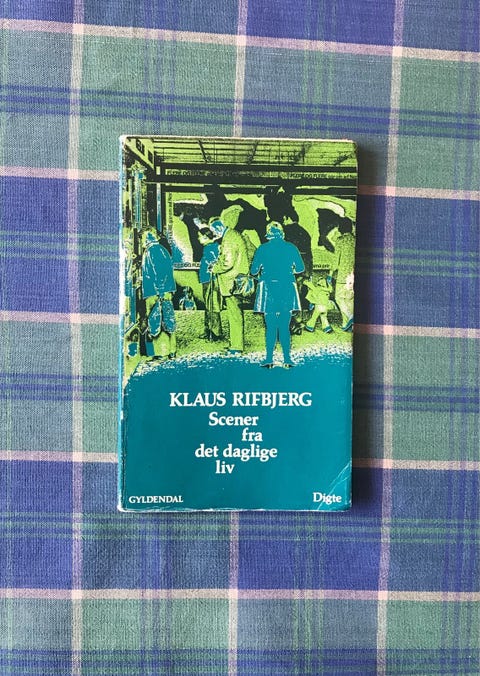 KLAUS RIFBJERG
Scener
fra
det daglige
liv
GYLDENDAL
Digte